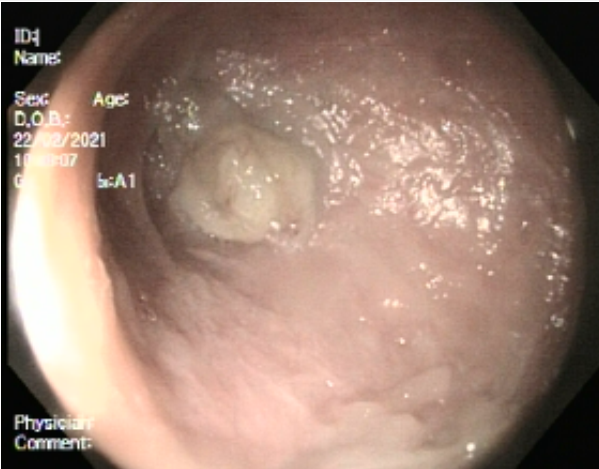 ID:
Name:
Sex: Age:
D.O.B.:
22/02/2021
Physician:
Comment: